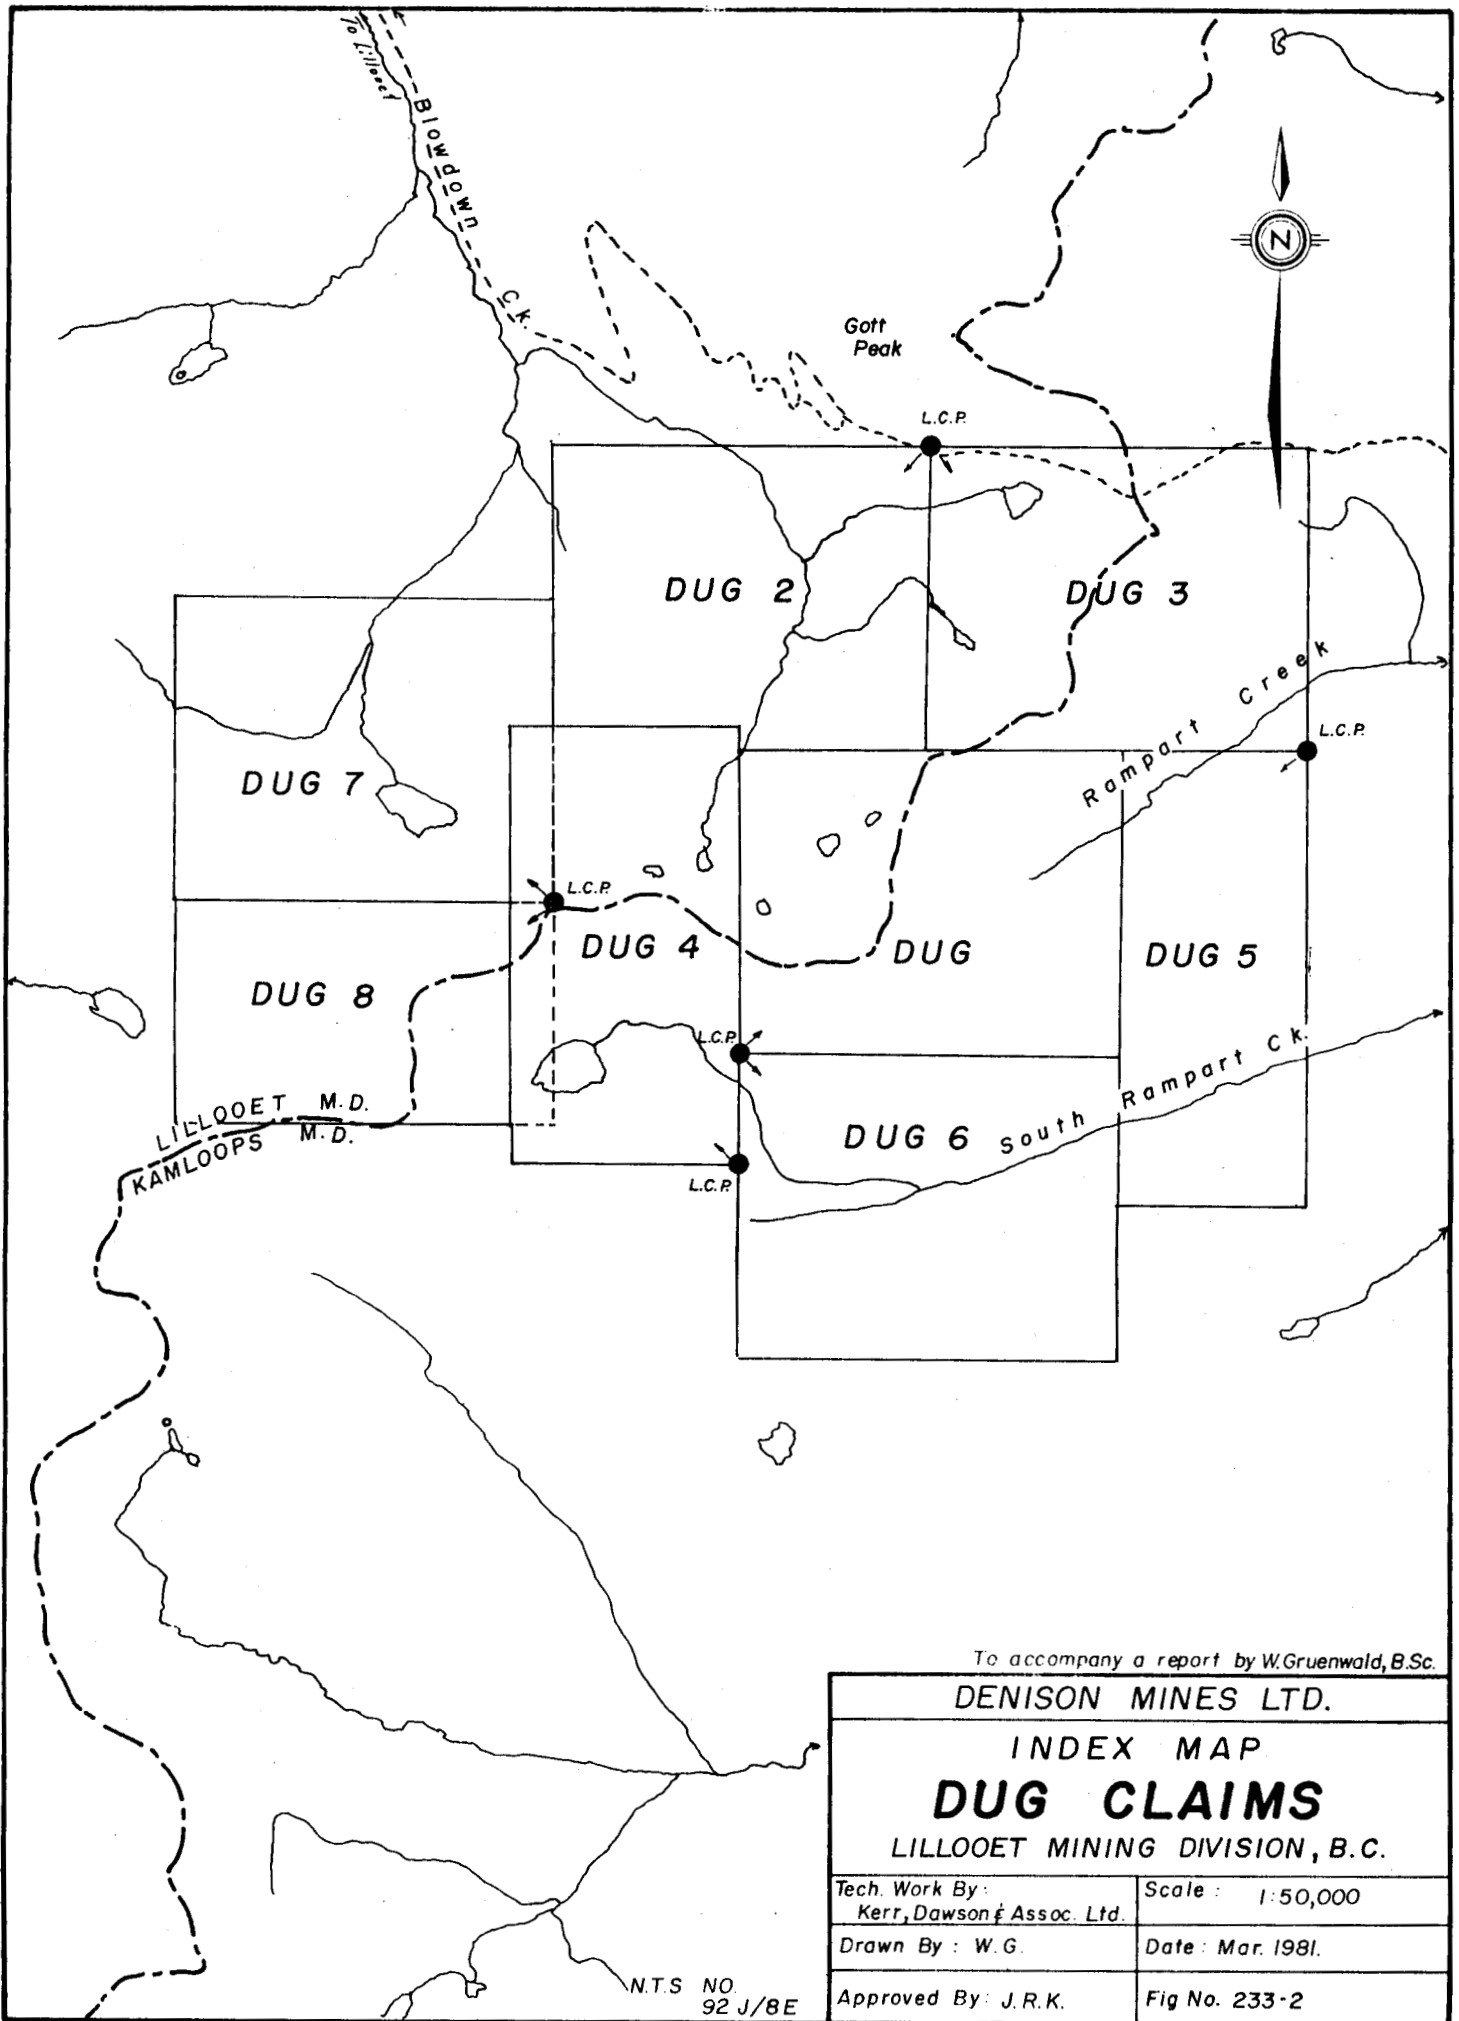 To Lillooet
Blowdown Ck.
N
Gott
Peak
L.C.P.
DUG 2
DUG 3
Rampart Creek
L.C.P.
DUG 7
L.C.P.
DUG 4
DUG
DUG 5
DUG 8
L.C.P.
LILLOOET M.D.
KAMLOOPS M.D.
DUG 6
South Rampart Ck.
L.C.P.
To accompany a report by W. Gruenwald, B.Sc.
DENISON MINES LTD.
INDEX MAP
DUG CLAIMS
LILLOOET MINING DIVISION, B.C.
Tech. Work By:
Kerr, Dawson & Assoc. Ltd.
Scale: 1:50,000
Drawn By: W.G.
Date: Mar. 1981.
N.T.S NO.
92 J/8E
Approved By: J.R.K.
Fig No. 233-2